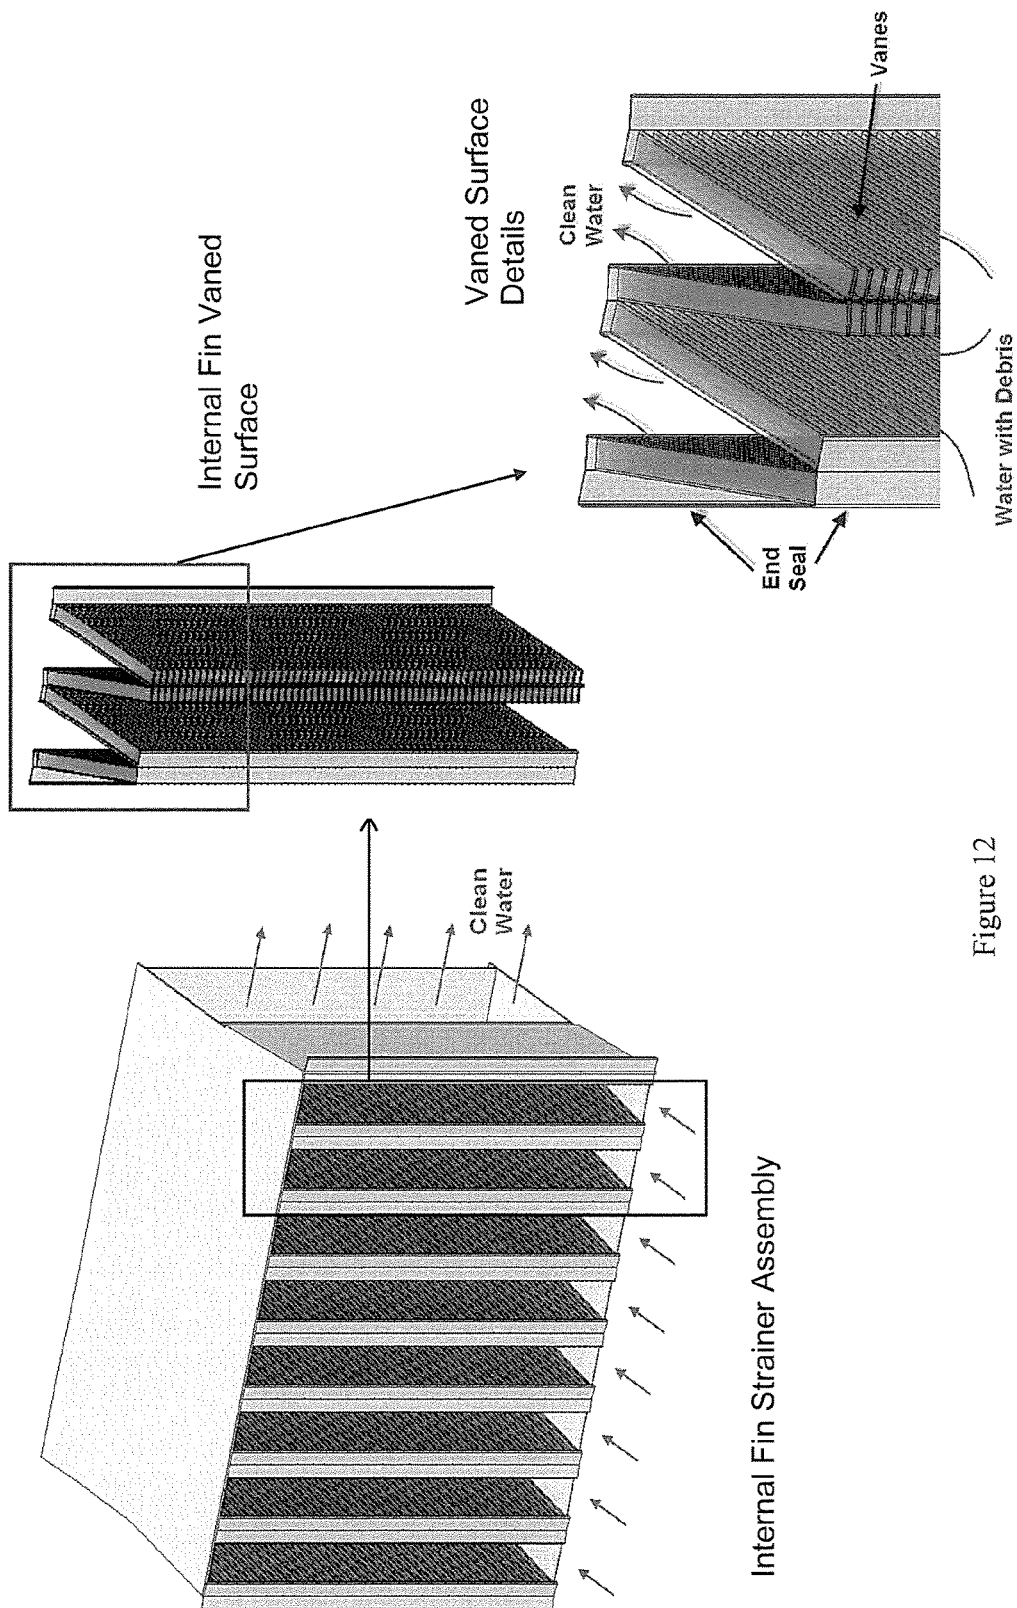 Internal Fin Strainer Assembly
Clean
Water
Internal Fin Vaned
Surface
Vaned Surface
Details
Clean
Water
End
Seal
Vanes
Water with Debris
Figure 12